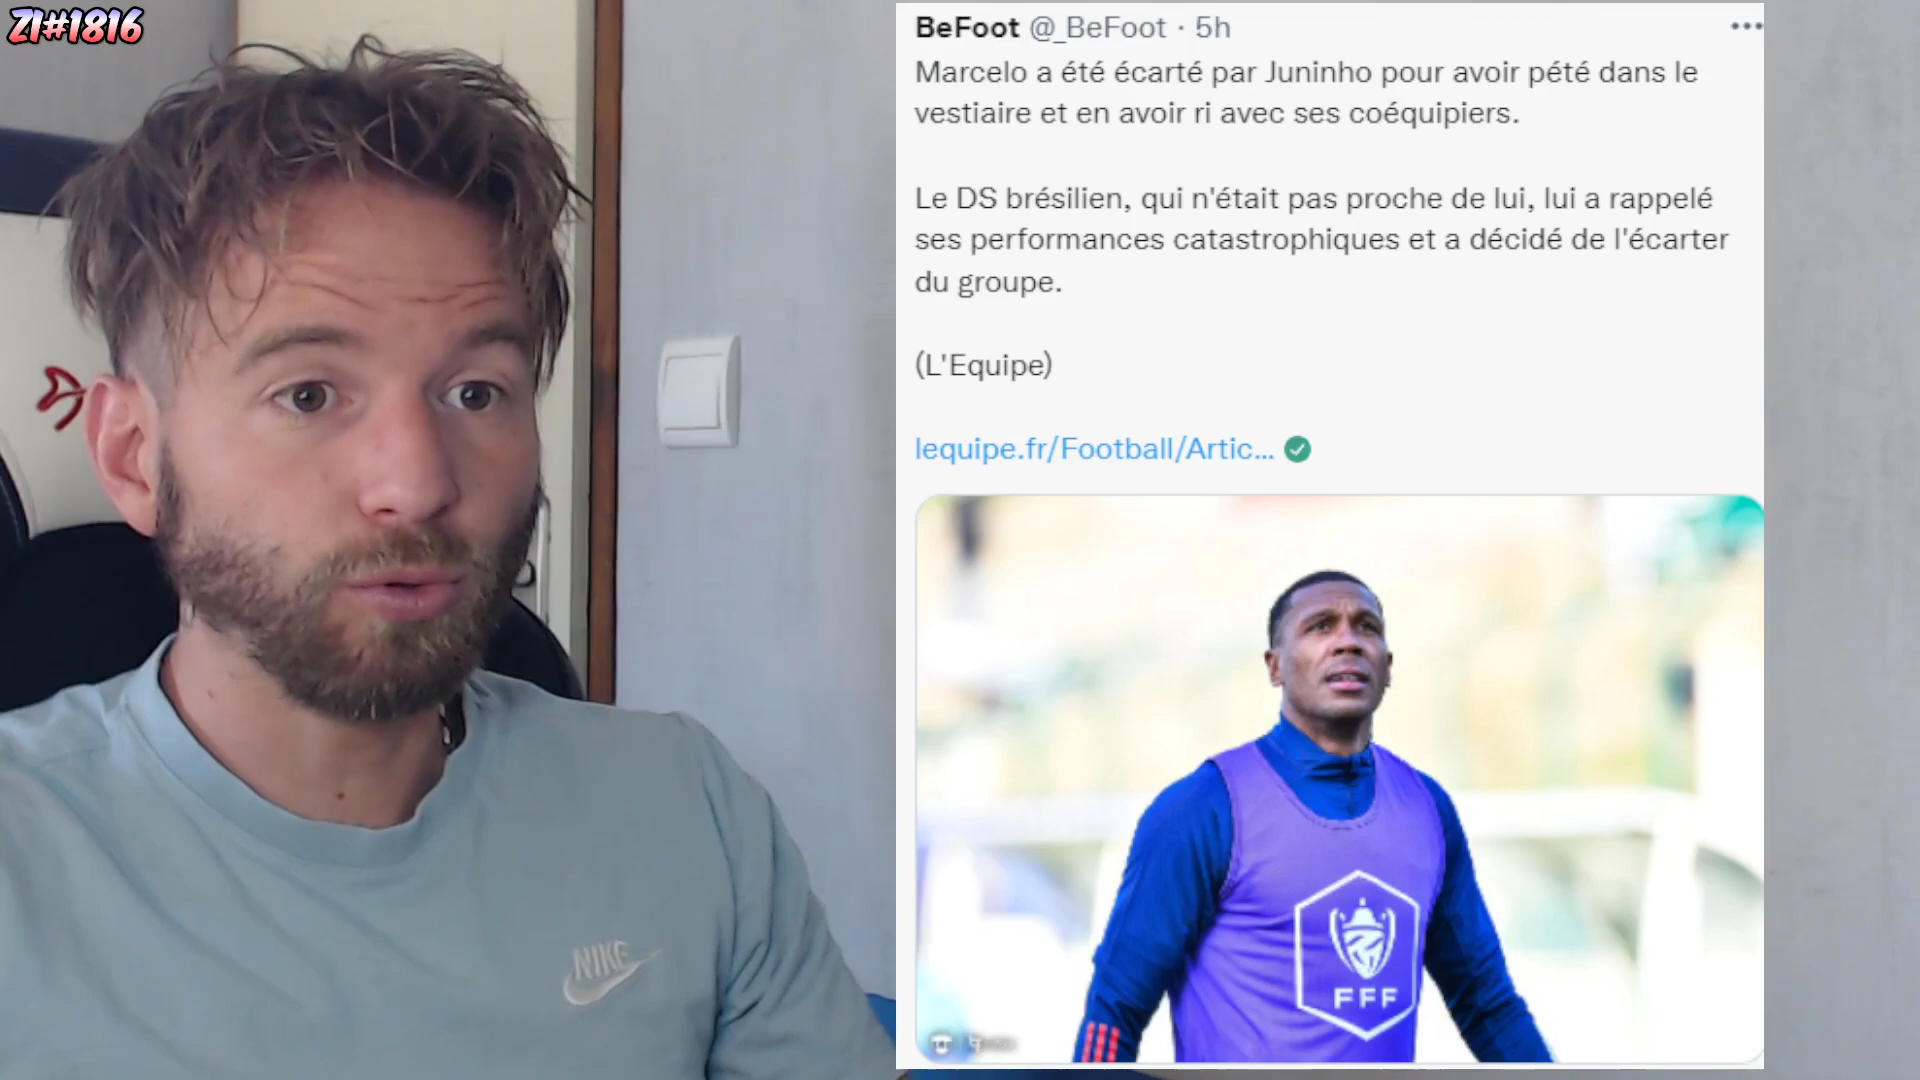 ZI#1816
BeFoot @_BeFoot · 5h
Marcelo a été écarté par Juninho pour avoir pété dans le
vestiaire et en avoir ri avec ses coéquipiers.
Le DS brésilien, qui n'était pas proche de lui, lui a rappelé
ses performances catastrophiques et a décidé de l'écarter
du groupe.
(L'Equipe)
lequipe.fr/Football/Artic...
NIKE
FFF